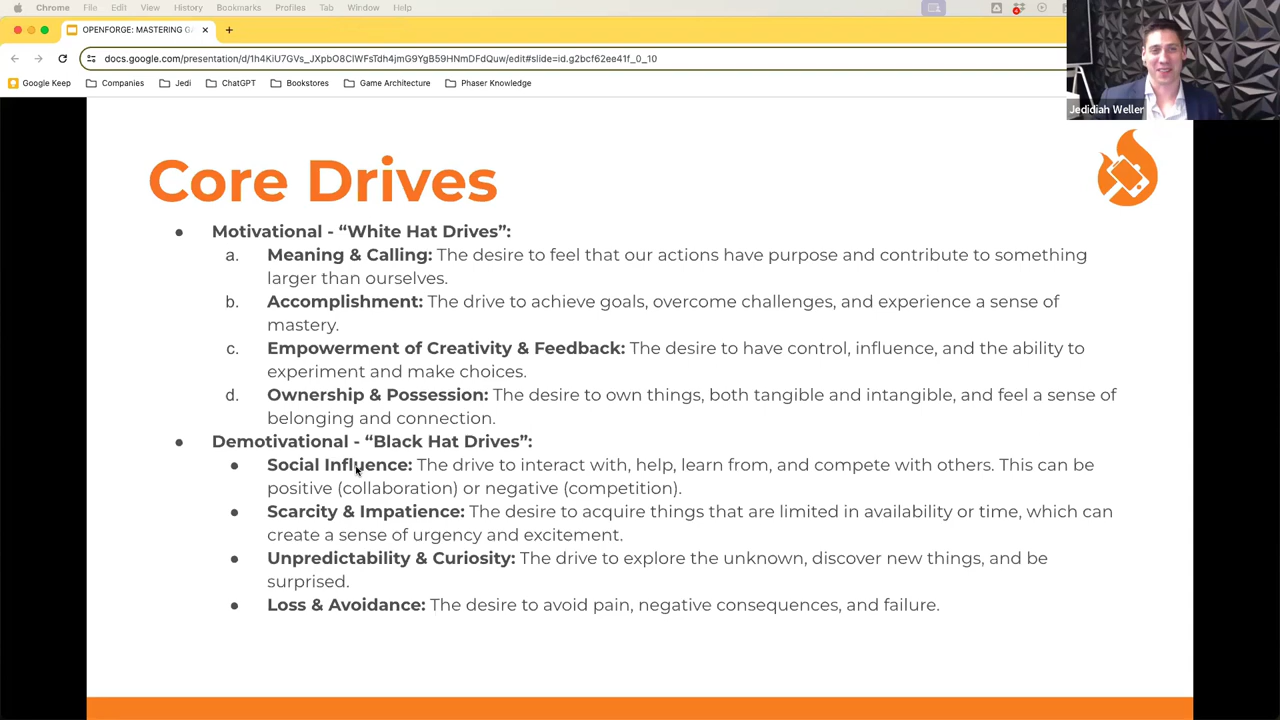 Chrome File Edit View History Bookmarks Profiles Tab Window Help
OPENFORGE: MASTERING GA
docs.google.com/presentation/d/1h4KiU7GVs_JXpbO8ClWFsTdh4jmG9YgB59HNmDFdQuw/edit#slide=id.g2bcf62ee41f_0_10
Google Keep Companies Jedi ChatGPT Bookstores Game Architecture Phaser Knowledge
Jedidiah Weller
Core Drives
● Motivational - “White Hat Drives”:
a. Meaning & Calling: The desire to feel that our actions have purpose and contribute to something
larger than ourselves.
b. Accomplishment: The drive to achieve goals, overcome challenges, and experience a sense of
mastery.
c. Empowerment of Creativity & Feedback: The desire to have control, influence, and the ability to
experiment and make choices.
d. Ownership & Possession: The desire to own things, both tangible and intangible, and feel a sense of
belonging and connection.
● Demotivational - “Black Hat Drives”:
● Social Influence: The drive to interact with, help, learn from, and compete with others. This can be
positive (collaboration) or negative (competition).
● Scarcity & Impatience: The desire to acquire things that are limited in availability or time, which can
create a sense of urgency and excitement.
● Unpredictability & Curiosity: The drive to explore the unknown, discover new things, and be
surprised.
● Loss & Avoidance: The desire to avoid pain, negative consequences, and failure.